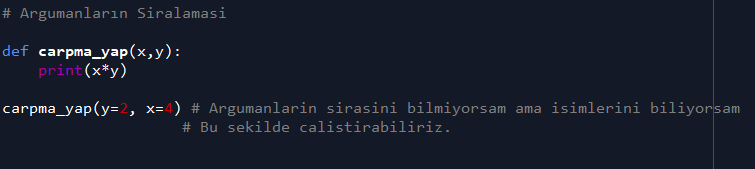 # Argumanların Siralamasi
def carpma_yap(x,y):
print(x*y)
carpma_yap(y=2, x=4) # Argumanlarin sirasini bilmiyorsam ama isimlerini biliyorsam
# Bu sekilde calistirabiliriz.